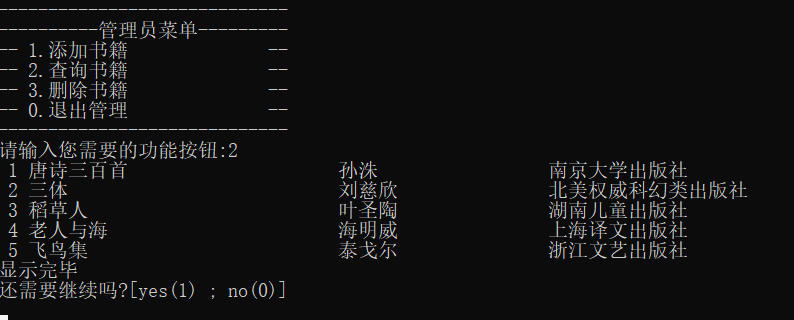 -----------------------------
----------管理员菜单---------
-- 1.添加书籍              --
-- 2.查询书籍              --
-- 3.删除书籍              --
-- 0.退出管理              --
-----------------------------
请输入您需要的功能按钮:2
 1 唐诗三百首                     孙洙               南京大学出版社
 2 三体                           刘慈欣             北美权威科幻类出版社
 3 稻草人                         叶圣陶             湖南儿童出版社
 4 老人与海                       海明威             上海译文出版社
 5 飞鸟集                         泰戈尔             浙江文艺出版社
显示完毕
还需要继续吗?[yes(1) ; no(0)]